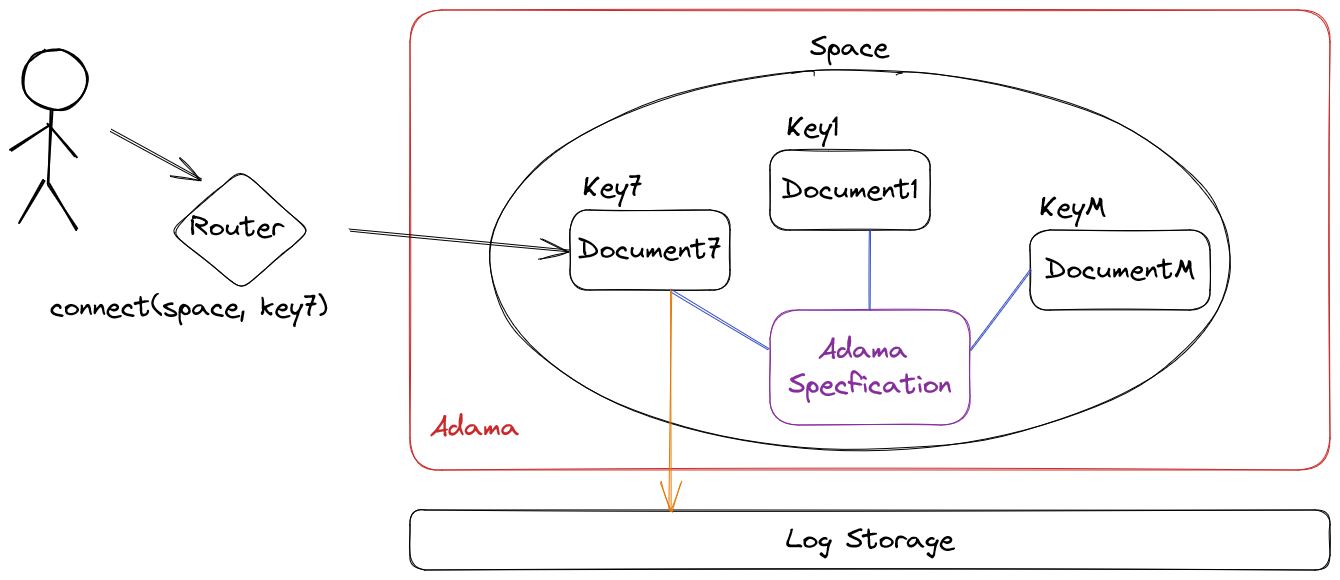 Space
Key1
Document1
Key7
Document7
KeyM
DocumentM
Router
connect(space, key7)
Adama
Specfication
Adama
Log Storage